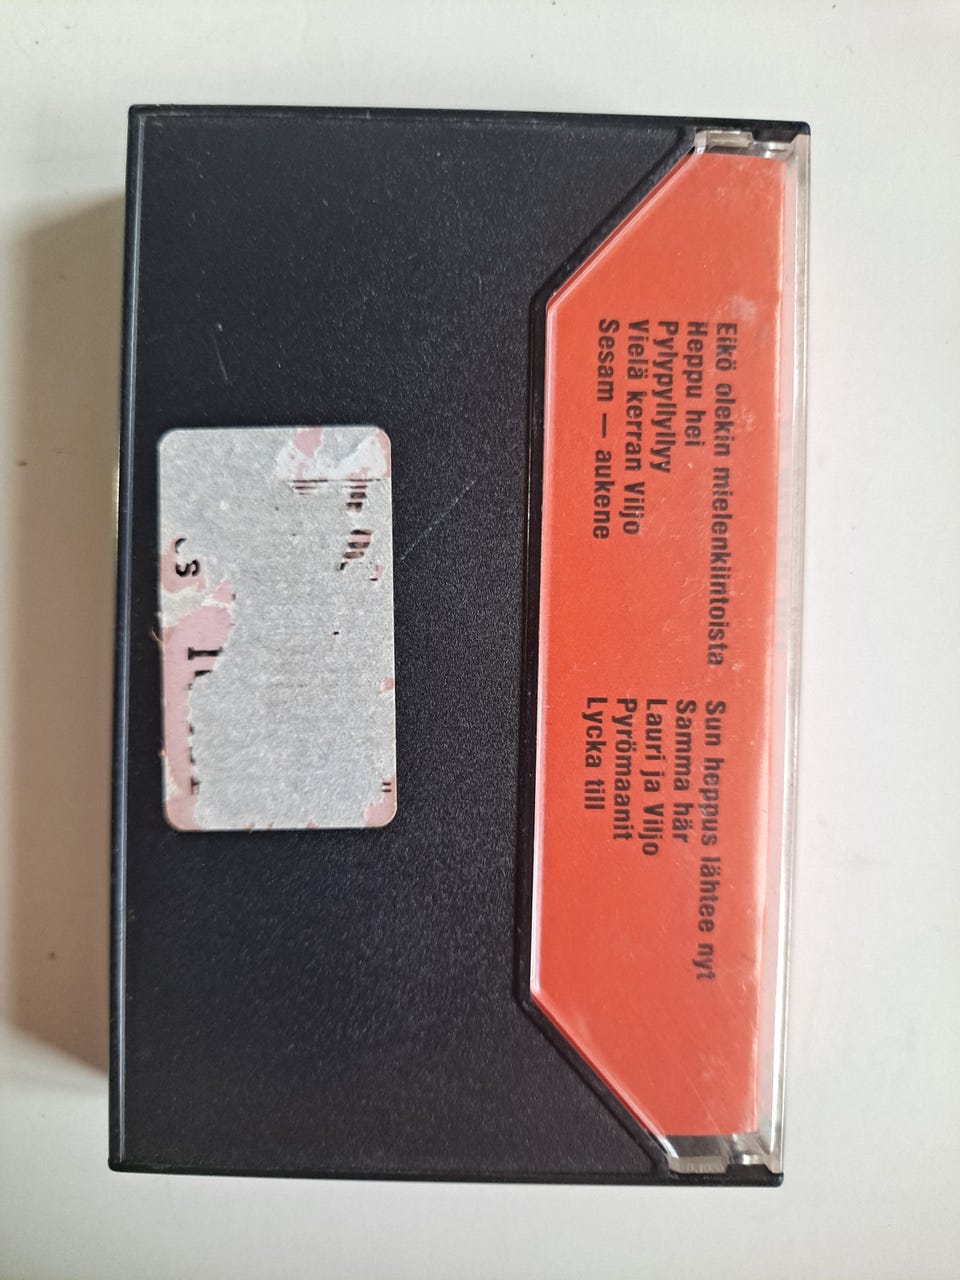 Eikö olekin mielenkiintoista
Heppu hei
Pylypyllyllyy
Vielä kerran Viljo
Sesam – aukene
Sun heppus lähtee nyt
Samma här
Lauri ja Viljo
Pyrömaanit
Lycka till